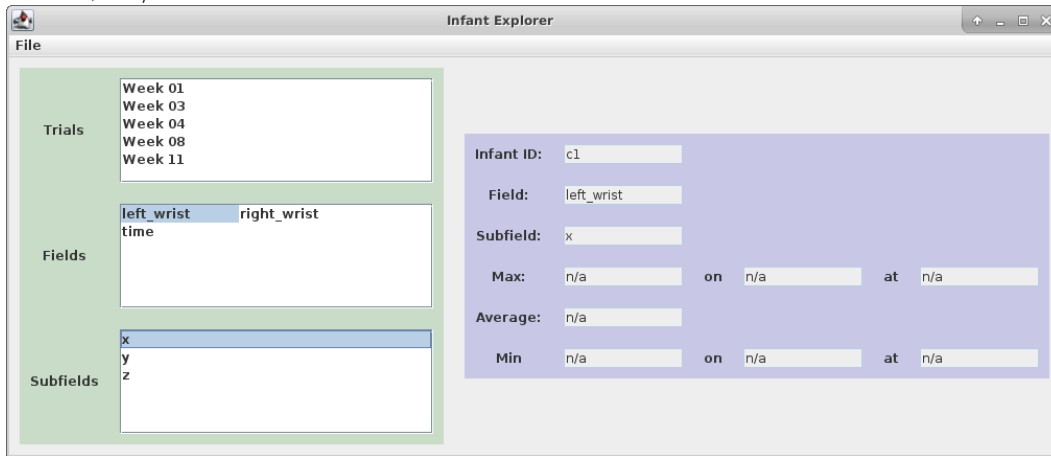 Infant Explorer
File
Trials
Week 01
Week 03
Week 04
Week 08
Week 11
Fields
left_wrist right_wrist
time
Subfields
x
y
z
Infant ID: c1
Field: left_wrist
Subfield: x
Max: n/a on n/a at n/a
Average: n/a
Min n/a on n/a at n/a